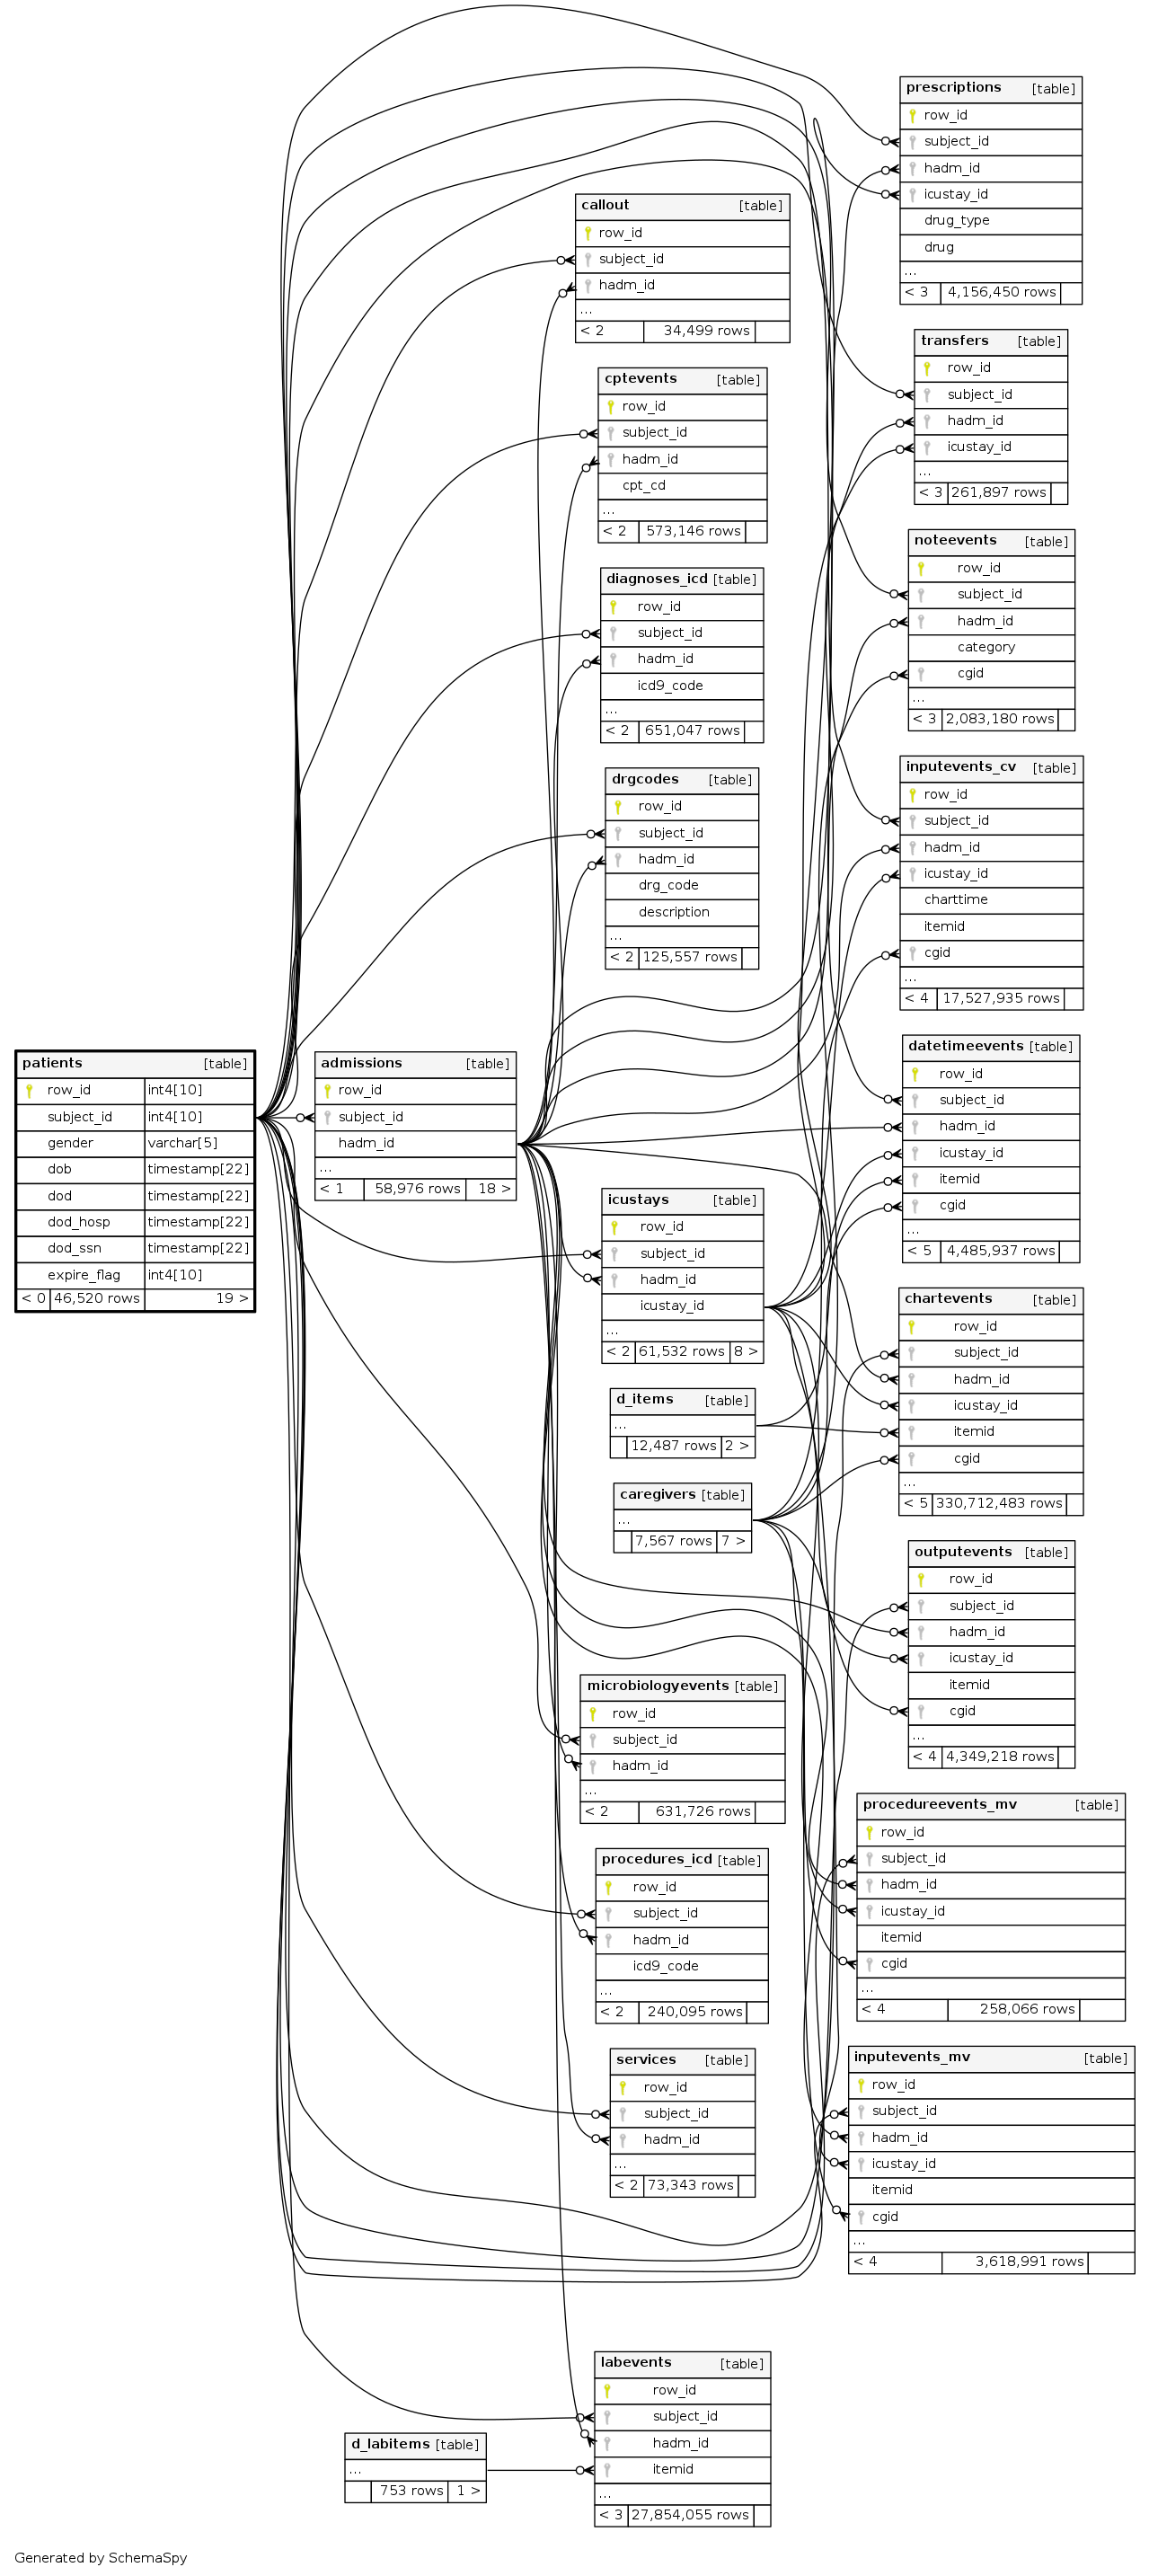 prescriptions [table]
row_id
subject_id
hadm_id
icustay_id
drug_type
drug
...
< 3 4,156,450 rows
callout [table]
row_id
subject_id
hadm_id
...
< 2 34,499 rows
transfers [table]
row_id
subject_id
hadm_id
icustay_id
...
< 3 261,897 rows
cptevents [table]
row_id
subject_id
hadm_id
cpt_cd
...
< 2 573,146 rows
noteevents [table]
row_id
subject_id
hadm_id
category
cgid
...
< 3 2,083,180 rows
diagnoses_icd [table]
row_id
subject_id
hadm_id
icd9_code
...
< 2 651,047 rows
inputevents_cv [table]
row_id
subject_id
hadm_id
icustay_id
charttime
itemid
cgid
...
< 4 17,527,935 rows
drgcodes [table]
row_id
subject_id
hadm_id
drg_code
description
...
< 2 125,557 rows
patients [table]
row_id int4[10]
subject_id int4[10]
gender varchar[5]
dob timestamp[22]
dod timestamp[22]
dod_hosp timestamp[22]
dod_ssn timestamp[22]
expire_flag int4[10]
< 0 46,520 rows 19 >
admissions [table]
row_id
subject_id
hadm_id
...
< 1 58,976 rows 18 >
datetimeevents [table]
row_id
subject_id
hadm_id
icustay_id
itemid
cgid
...
< 5 4,485,937 rows
icustays [table]
row_id
subject_id
hadm_id
icustay_id
...
< 2 61,532 rows 8 >
chartevents [table]
row_id
subject_id
hadm_id
icustay_id
itemid
cgid
...
< 5 330,712,483 rows
d_items [table]
...
12,487 rows 2 >
caregivers [table]
...
7,567 rows 7 >
outputevents [table]
row_id
subject_id
hadm_id
icustay_id
itemid
cgid
...
< 4 4,349,218 rows
microbiologyevents [table]
row_id
subject_id
hadm_id
...
< 2 631,726 rows
procedureevents_mv [table]
row_id
subject_id
hadm_id
icustay_id
itemid
cgid
...
< 4 258,066 rows
procedures_icd [table]
row_id
subject_id
hadm_id
icd9_code
...
< 2 240,095 rows
services [table]
row_id
subject_id
hadm_id
...
< 2 73,343 rows
inputevents_mv [table]
row_id
subject_id
hadm_id
icustay_id
itemid
cgid
...
< 4 3,618,991 rows
labevents [table]
row_id
subject_id
hadm_id
itemid
...
< 3 27,854,055 rows
d_labitems [table]
...
753 rows 1 >
Generated by SchemaSpy